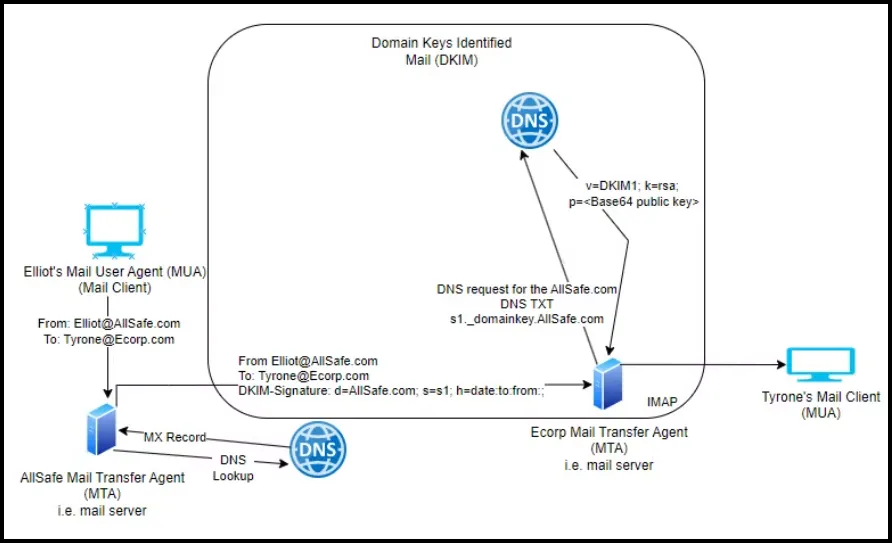 Domain Keys Identified
Mail (DKIM)
DNS
v=DKIM1; k=rsa;
p=<Base64 public key>
Elliot's Mail User Agent (MUA)
(Mail Client)
From: Elliot@AllSafe.com
To: Tyrone@Ecorp.com
DNS request for the AllSafe.com
DNS TXT
s1._domainkey.AllSafe.com
From Elliot@AllSafe.com
To: Tyrone@Ecorp.com
DKIM-Signature: d=AllSafe.com; s=s1; h=date:to:from:;
IMAP
Tyrone's Mail Client
(MUA)
MX Record
DNS
DNS
Lookup
Ecorp Mail Transfer Agent
(MTA)
i.e. mail server
AllSafe Mail Transfer Agent
(MTA)
i.e. mail server